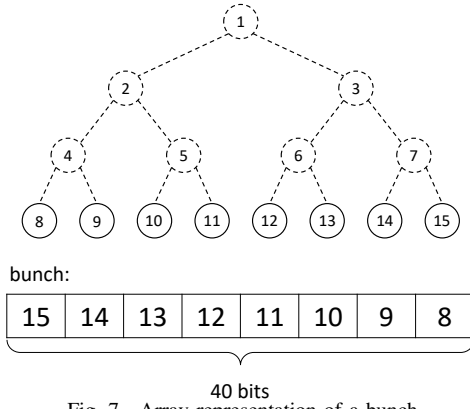 1
2 3
4 5 6 7
8 9 10 11 12 13 14 15
bunch:
15 14 13 12 11 10 9 8
40 bits
Fig. 7. Array representation of a bunch